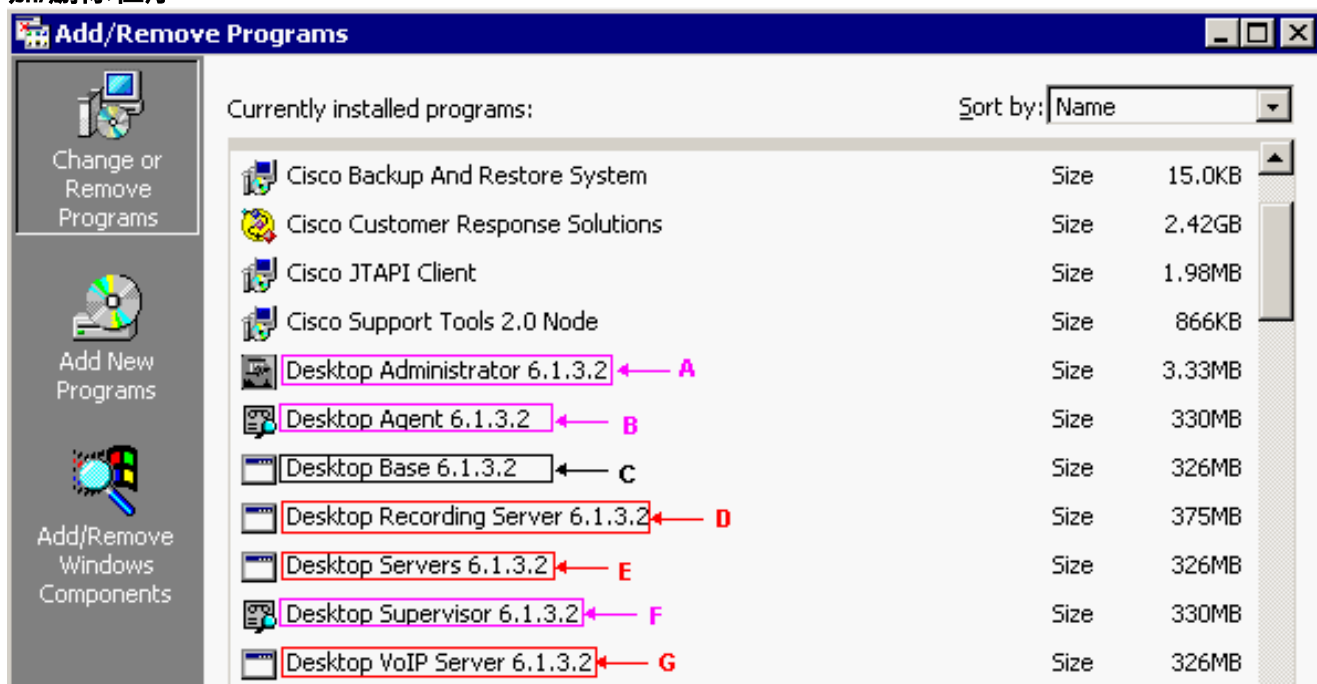 Add/Remove Programs
Change or
Remove
Programs
Add New
Programs
Add/Remove
Windows
Components
Currently installed programs:
Sort by: Name
Cisco Backup And Restore System Size 15.0KB
Cisco Customer Response Solutions Size 2.42GB
Cisco JTAPI Client Size 1.98MB
Cisco Support Tools 2.0 Node Size 866KB
Desktop Administrator 6.1.3.2 A Size 3.33MB
Desktop Agent 6.1.3.2 B Size 330MB
Desktop Base 6.1.3.2 C Size 326MB
Desktop Recording Server 6.1.3.2 D Size 375MB
Desktop Servers 6.1.3.2 E Size 326MB
Desktop Supervisor 6.1.3.2 F Size 330MB
Desktop VoIP Server 6.1.3.2 G Size 326MB